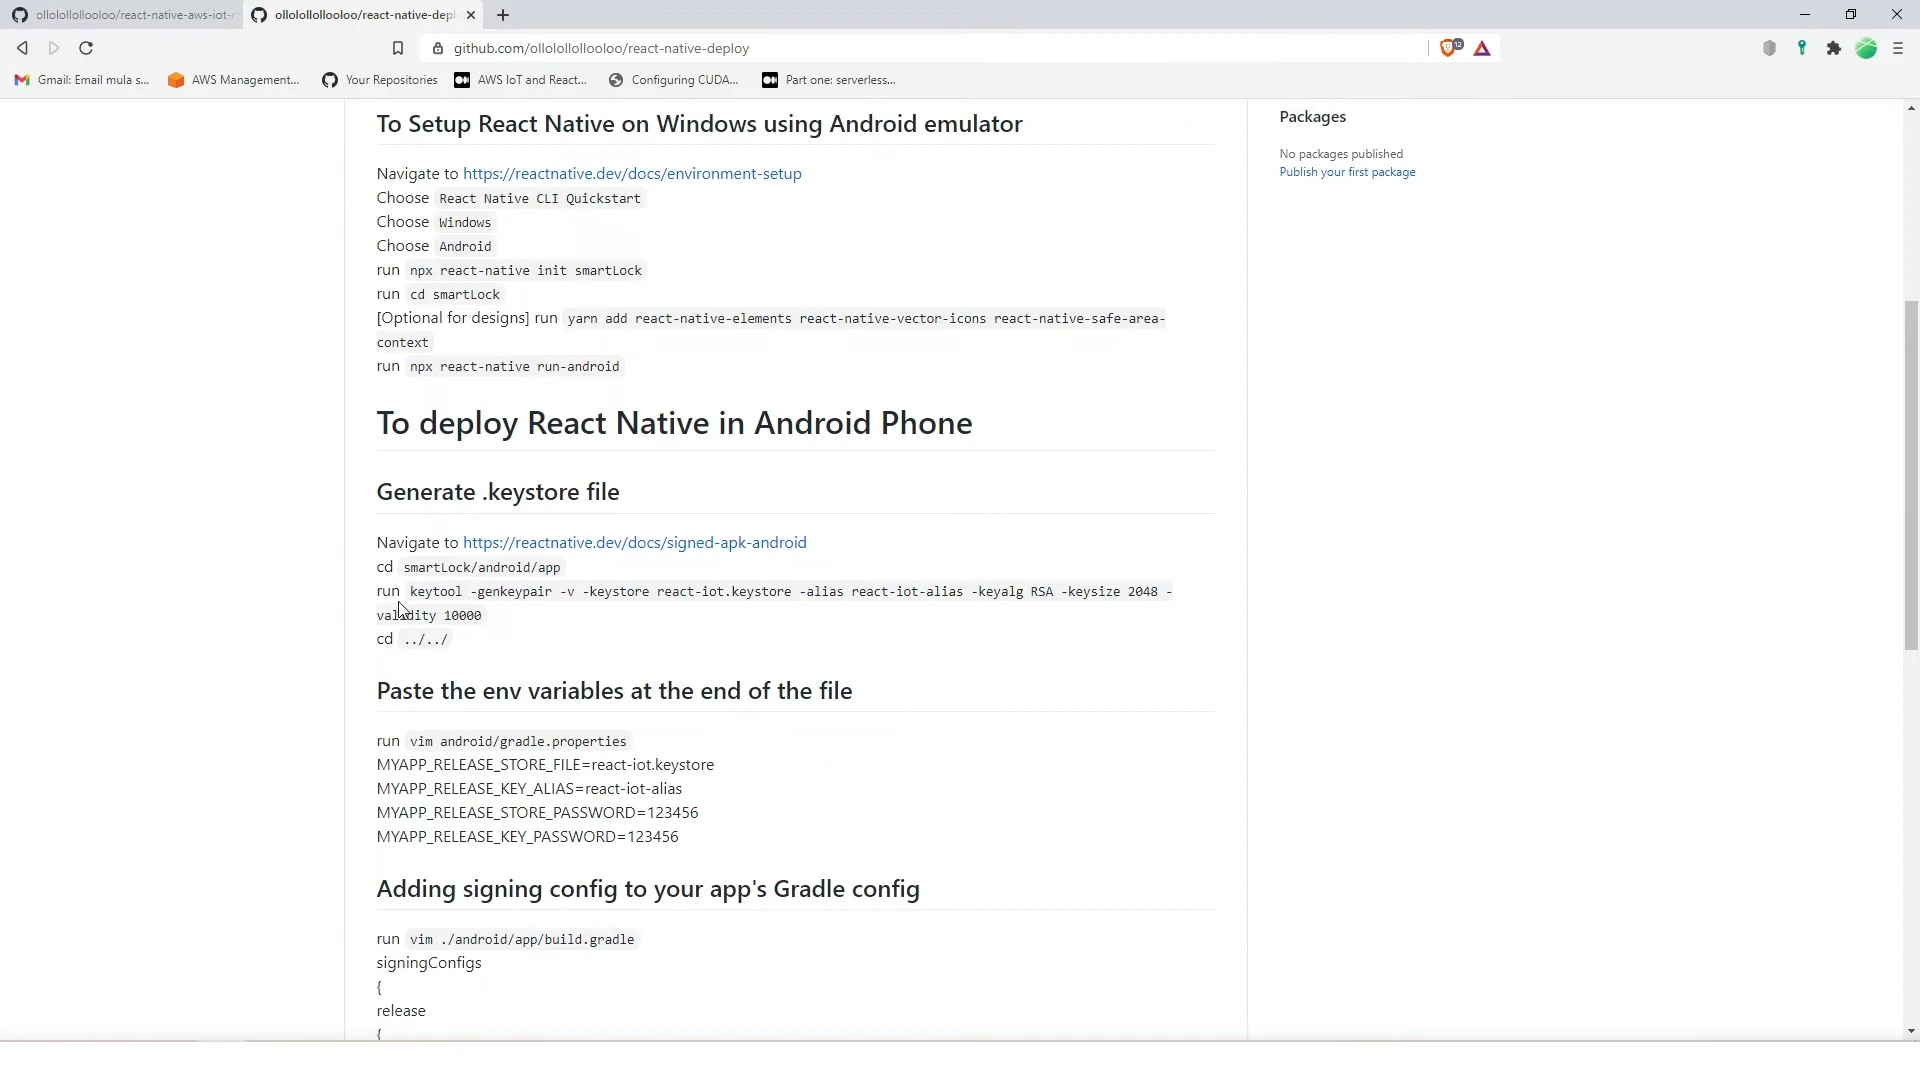 ollolollollooloo/react-native-aws-iot-r
ollolollollooloo/react-native-depl
github.com/ollolollollooloo/react-native-deploy
12
Gmail: Email mula s...
AWS Management...
Your Repositories
AWS IoT and React...
Configuring CUDA...
Part one: serverless...
To Setup React Native on Windows using Android emulator
Packages
No packages published
Publish your first package
Navigate to https://reactnative.dev/docs/environment-setup
Choose React Native CLI Quickstart
Choose Windows
Choose Android
run npx react-native init smartLock
run cd smartLock
[Optional for designs] run yarn add react-native-elements react-native-vector-icons react-native-safe-area-
context
run npx react-native run-android
To deploy React Native in Android Phone
Generate .keystore file
Navigate to https://reactnative.dev/docs/signed-apk-android
cd smartLock/android/app
run keytool -genkeypair -v -keystore react-iot.keystore -alias react-iot-alias -keyalg RSA -keysize 2048 -
validity 10000
cd ../../
Paste the env variables at the end of the file
run vim android/gradle.properties
MYAPP_RELEASE_STORE_FILE=react-iot.keystore
MYAPP_RELEASE_KEY_ALIAS=react-iot-alias
MYAPP_RELEASE_STORE_PASSWORD=123456
MYAPP_RELEASE_KEY_PASSWORD=123456
Adding signing config to your app's Gradle config
run vim ./android/app/build.gradle
signingConfigs
{
release
{